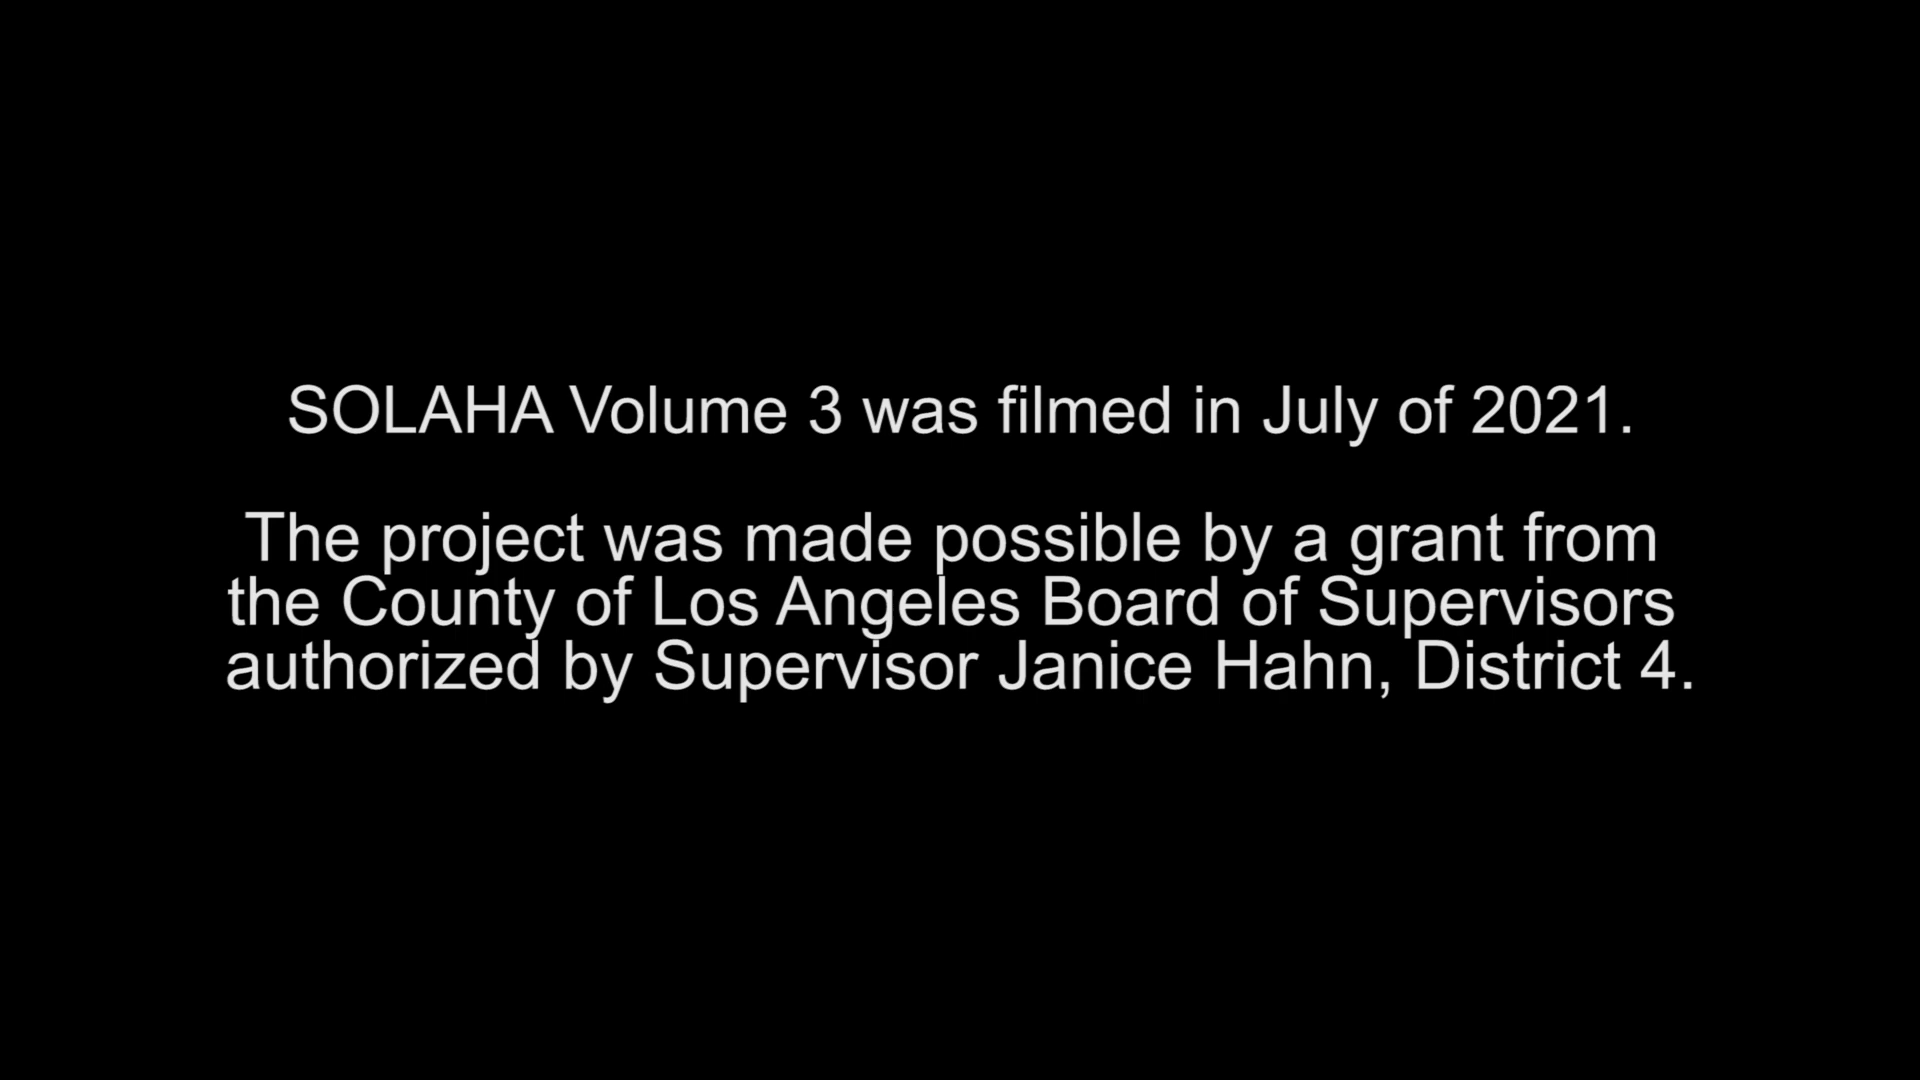 SOLAHA Volume 3 was filmed in July of 2021.
The project was made possible by a grant from
the County of Los Angeles Board of Supervisors
authorized by Supervisor Janice Hahn, District 4.